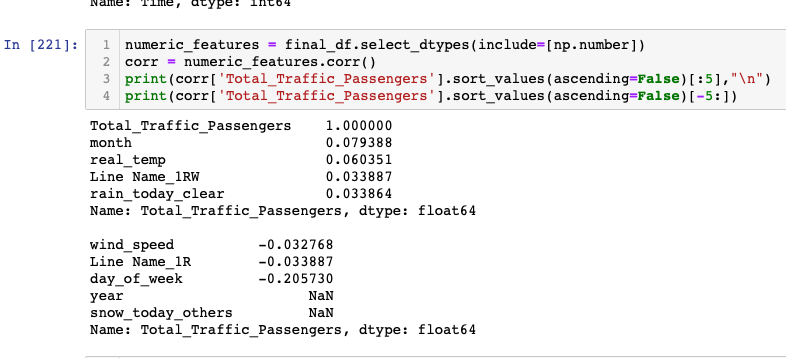 Name: Time, dtype: int64
In [221]:
1 numeric_features = final_df.select_dtypes(include=[np.number])
2 corr = numeric_features.corr()
3 print(corr['Total_Traffic_Passengers'].sort_values(ascending=False)[:5],"\n")
4 print(corr['Total_Traffic_Passengers'].sort_values(ascending=False)[-5:])
Total_Traffic_Passengers 1.000000
month 0.079388
real_temp 0.060351
Line Name_1RW 0.033887
rain_today_clear 0.033864
Name: Total_Traffic_Passengers, dtype: float64
wind_speed -0.032768
Line Name_1R -0.033887
day_of_week -0.205730
year NaN
snow_today_others NaN
Name: Total_Traffic_Passengers, dtype: float64